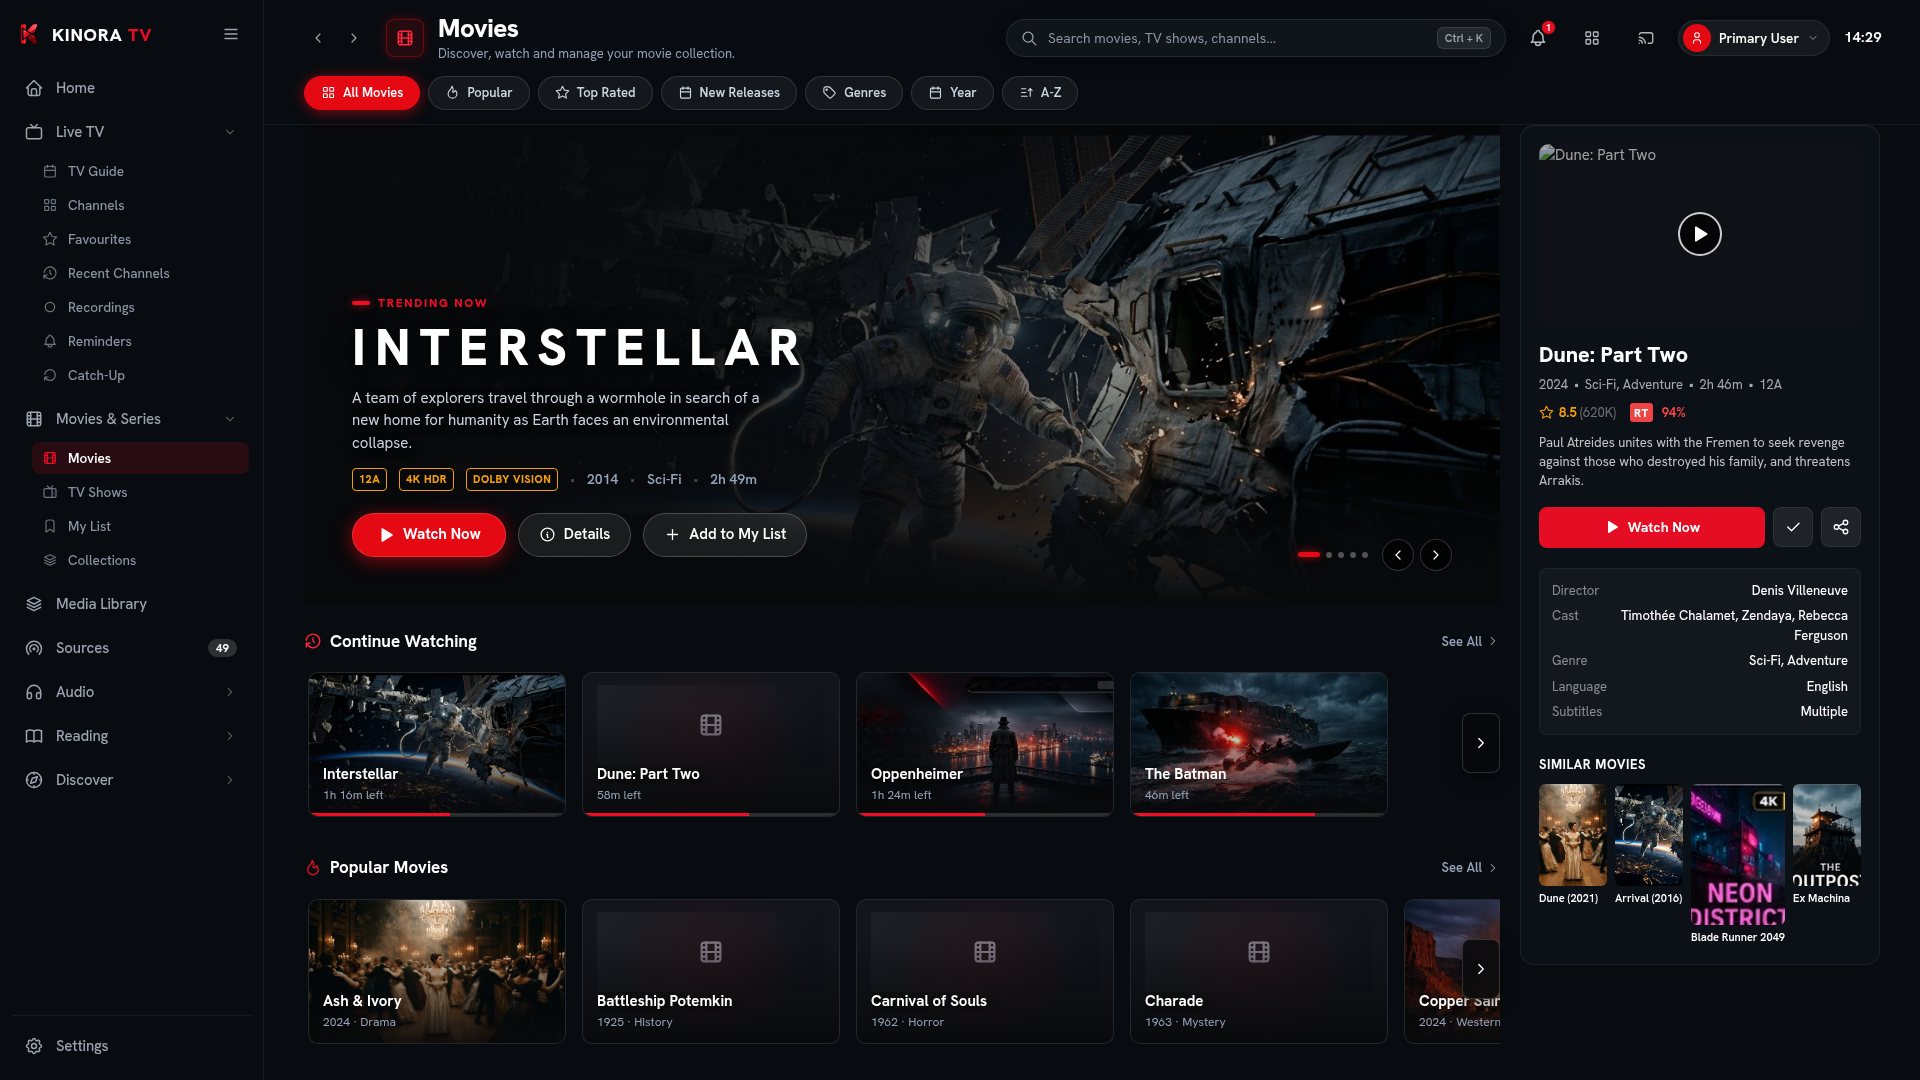 KINORA TV
Home
Live TV
TV Guide
Channels
Favourites
Recent Channels
Recordings
Reminders
Catch-Up
Movies & Series
Movies
TV Shows
My List
Collections
Media Library
Sources 49
Audio
Reading
Discover
Settings
Movies
Discover, watch and manage your movie collection.
Search movies, TV shows, channels...
Ctrl + K
1
Primary User
14:29
All Movies
Popular
Top Rated
New Releases
Genres
Year
A-Z
TRENDING NOW
INTERSTELLAR
A team of explorers travel through a wormhole in search of a
new home for humanity as Earth faces an environmental
collapse.
12A 4K HDR DOLBY VISION • 2014 • Sci-Fi • 2h 49m
Watch Now
Details
Add to My List
Continue Watching
See All
Interstellar
1h 16m left
Dune: Part Two
58m left
Oppenheimer
1h 24m left
The Batman
46m left
Popular Movies
See All
Ash & Ivory
2024 · Drama
Battleship Potemkin
1925 · History
Carnival of Souls
1962 · Horror
Charade
1963 · Mystery
Copper
2024 · Western
Dune: Part Two
Dune: Part Two
2024 • Sci-Fi, Adventure • 2h 46m • 12A
8.5 (620K) RT 94%
Paul Atreides unites with the Fremen to seek revenge
against those who destroyed his family, and threatens
Arrakis.
Watch Now
Director Denis Villeneuve
Cast Timothée Chalamet, Zendaya, Rebecca
Ferguson
Genre Sci-Fi, Adventure
Language English
Subtitles Multiple
SIMILAR MOVIES
4K
NEON
DISTRICT
THE
OUTPOST
Dune (2021)
Arrival (2016)
Blade Runner 2049
Ex Machina